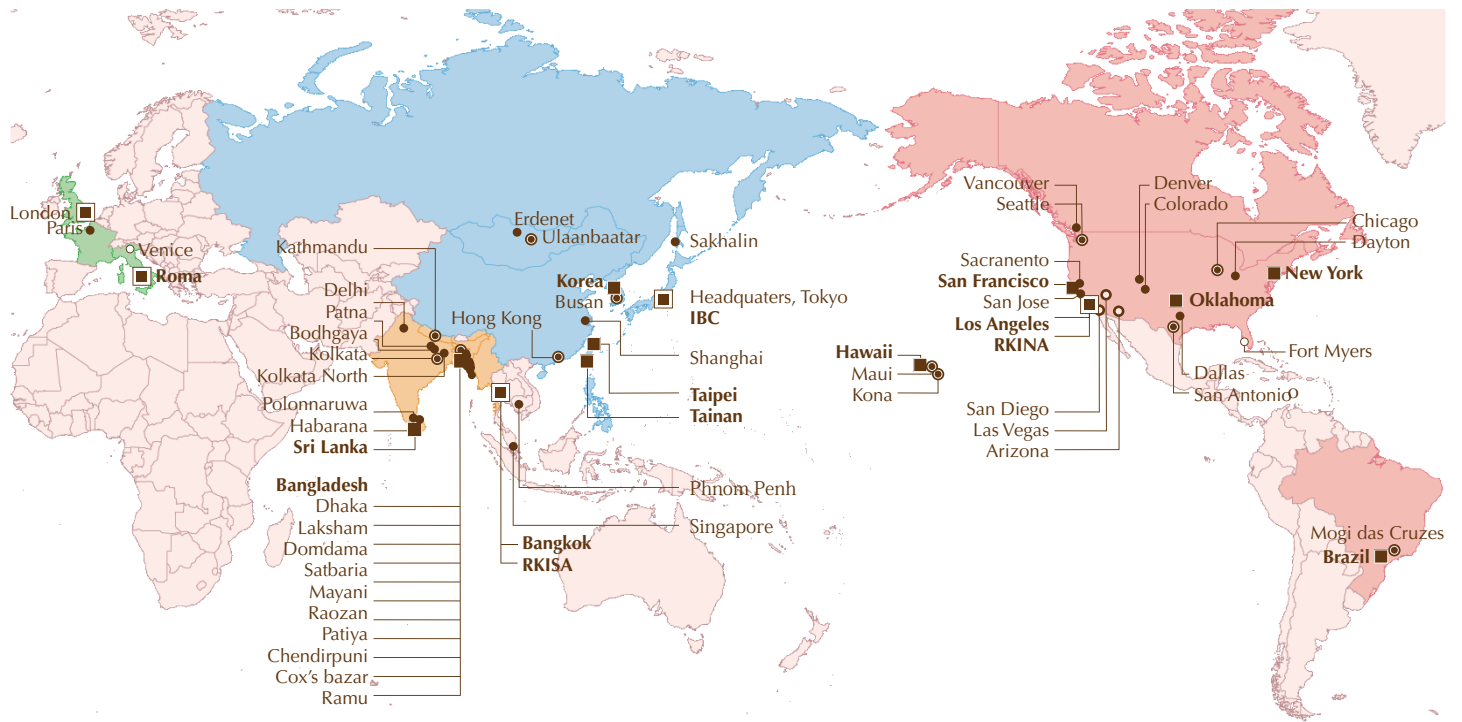 London
Paris
Venice
Roma
Kathmandu
Delhi
Patna
Bodhgaya
Kolkata
Kolkata North
Polonnaruwa
Habarana
Sri Lanka
Bangladesh
Dhaka
Laksham
Domdama
Satbaria
Mayani
Raozan
Patiya
Chendirpuni
Cox's bazar
Ramu
Erdenet
Ulaanbaatar
Sakhalin
Korea
Busan
Headquaters, Tokyo
IBC
Hong Kong
Shanghai
Taipei
Tainan
Phnom Penh
Singapore
Bangkok
RKISA
Hawaii
Maui
Kona
Vancouver
Seattle
Sacranento
San Francisco
San Jose
Los Angeles
RKINA
San Diego
Las Vegas
Arizona
Denver
Colorado
Chicago
Dayton
New York
Oklahoma
Fort Myers
Dallas
San Antonio
Mogi das Cruzes
Brazil